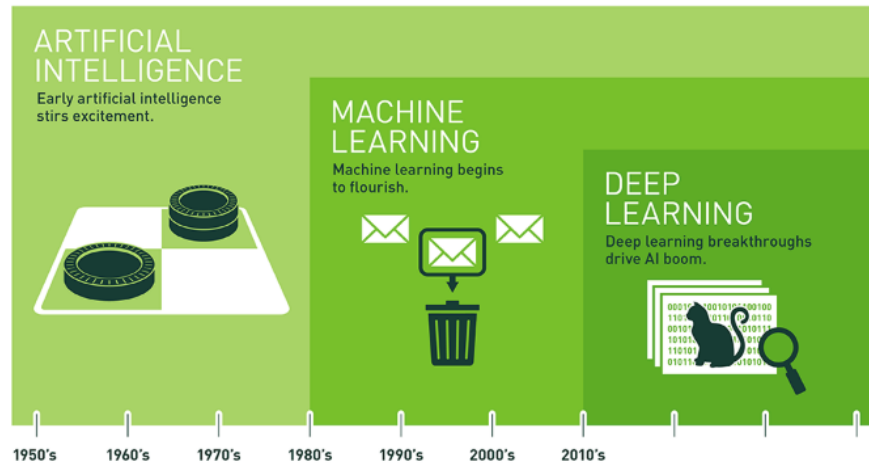 ARTIFICIAL
INTELLIGENCE
Early artificial intelligence
stirs excitement.
MACHINE
LEARNING
Machine learning begins
to flourish.
DEEP
LEARNING
Deep learning breakthroughs
drive AI boom.
1950's 1960's 1970's 1980's 1990's 2000's 2010's